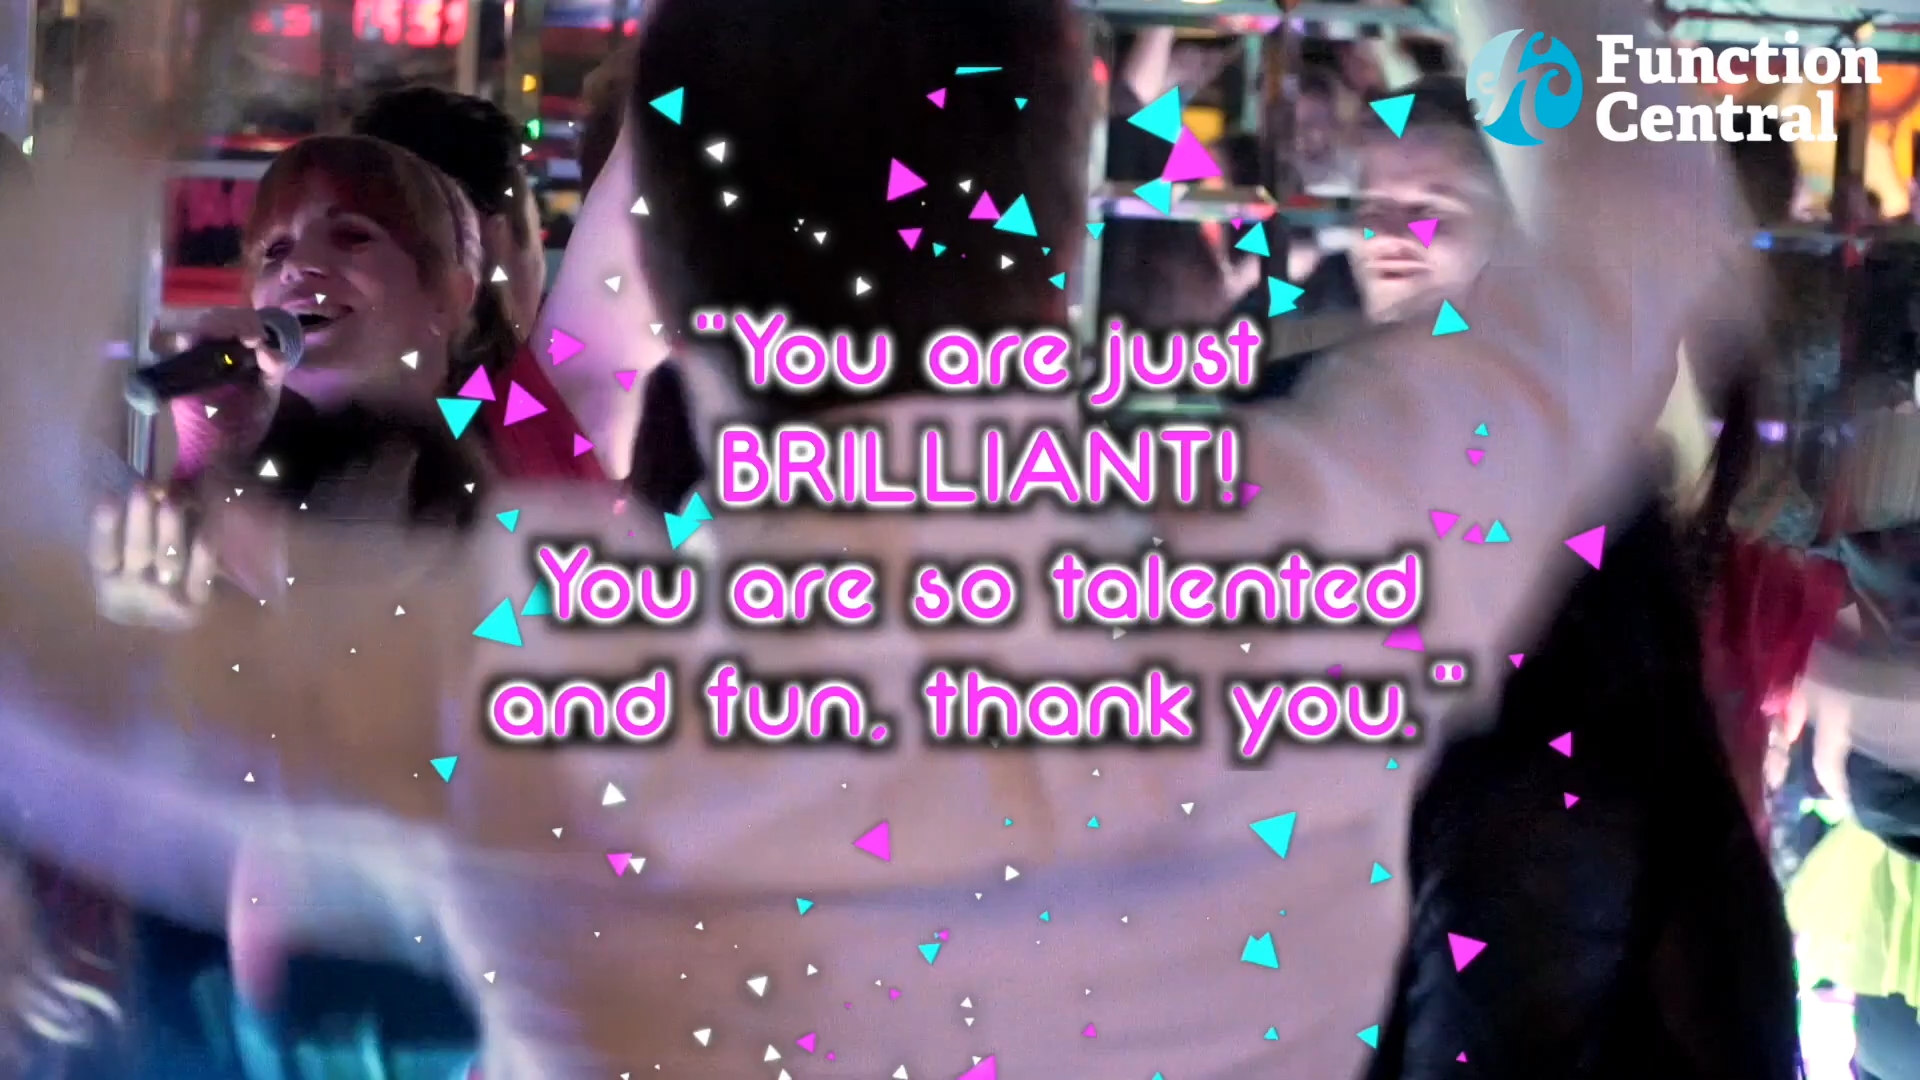 Function
Central
"You are just
BRILLIANT!
You are so talented
and fun, thank you."